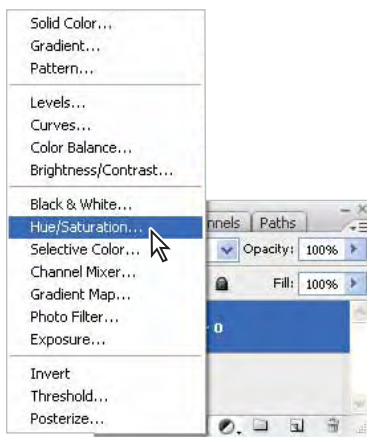 Solid Color...
Gradient...
Pattern...
Levels...
Curves...
Color Balance...
Brightness/Contrast...
Black & White...
Hue/Saturation...
Selective Color...
Channel Mixer...
Gradient Map...
Photo Filter...
Exposure...
Invert
Threshold...
Posterize...
Paths
Opacity: 100%
Fill: 100%
0